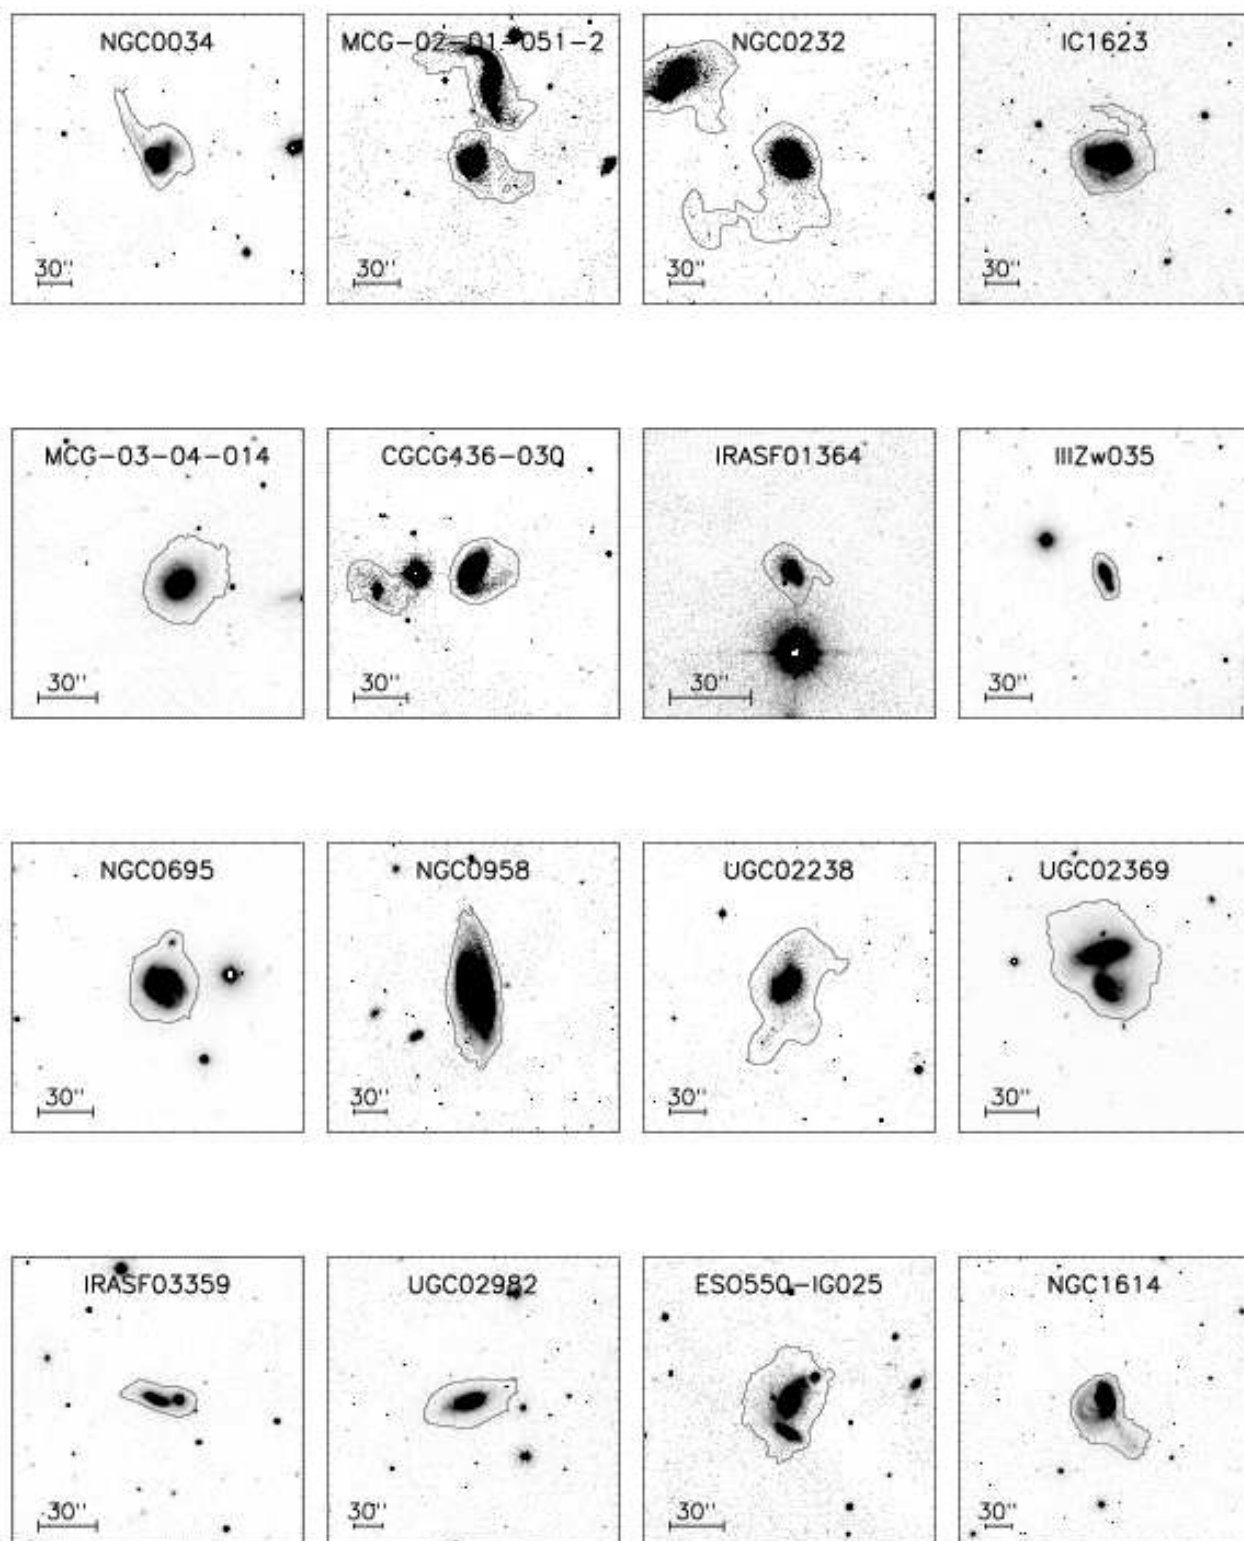 NGC0034
MCG-02-01-051-2
NGC0232
IC1623
30''
30''
30''
30''
MCG-03-04-014
CGCG436-030
IRASF01364
IIIZw035
30''
30''
30''
30''
NGC0695
NGC0958
UGC02238
UGC02369
30''
30''
30''
30''
IRASF03359
UGC02982
ESO550-IG025
NGC1614
30''
30''
30''
30''